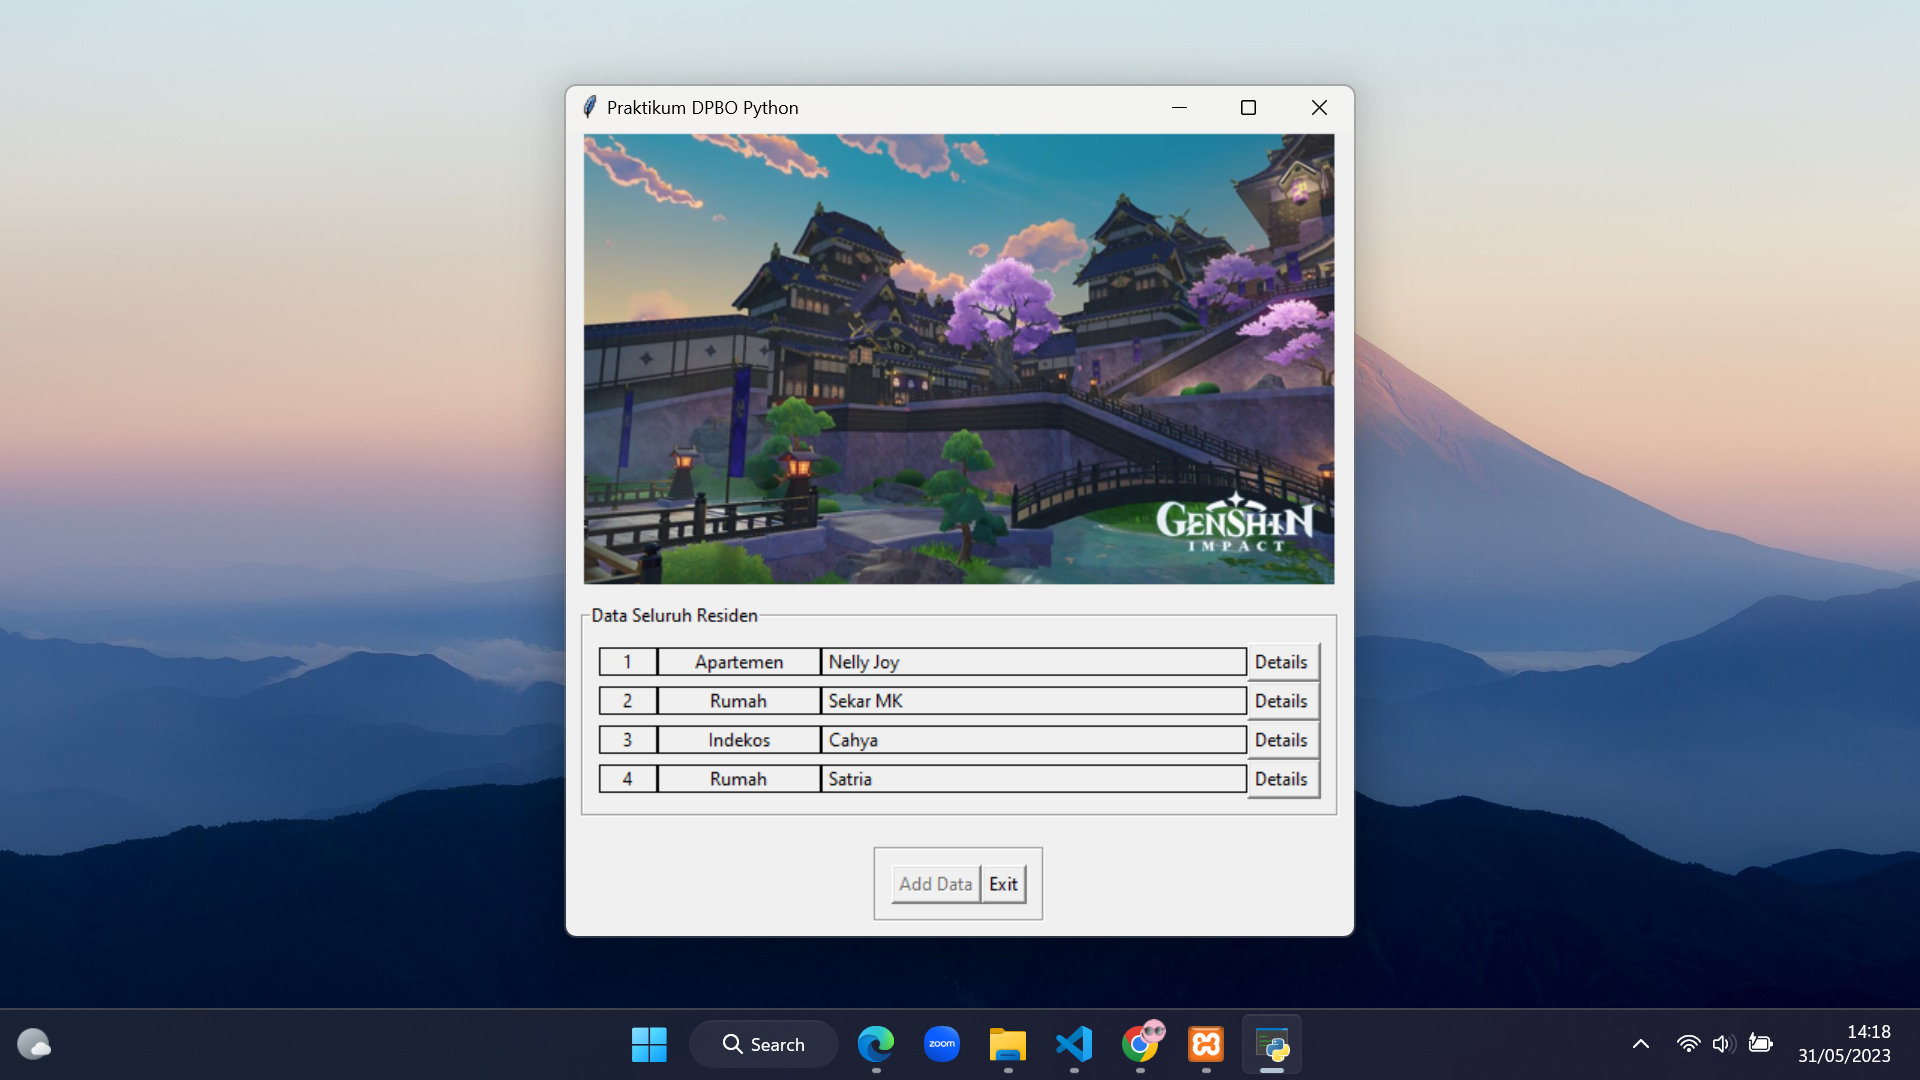 Praktikum DPBO Python
GENSHIN
IMPACT
Data Seluruh Residen
1 Apartemen Nelly Joy Details
2 Rumah Sekar MK Details
3 Indekos Cahya Details
4 Rumah Satria Details
Add Data Exit
Search
zoom
14:18
31/05/2023